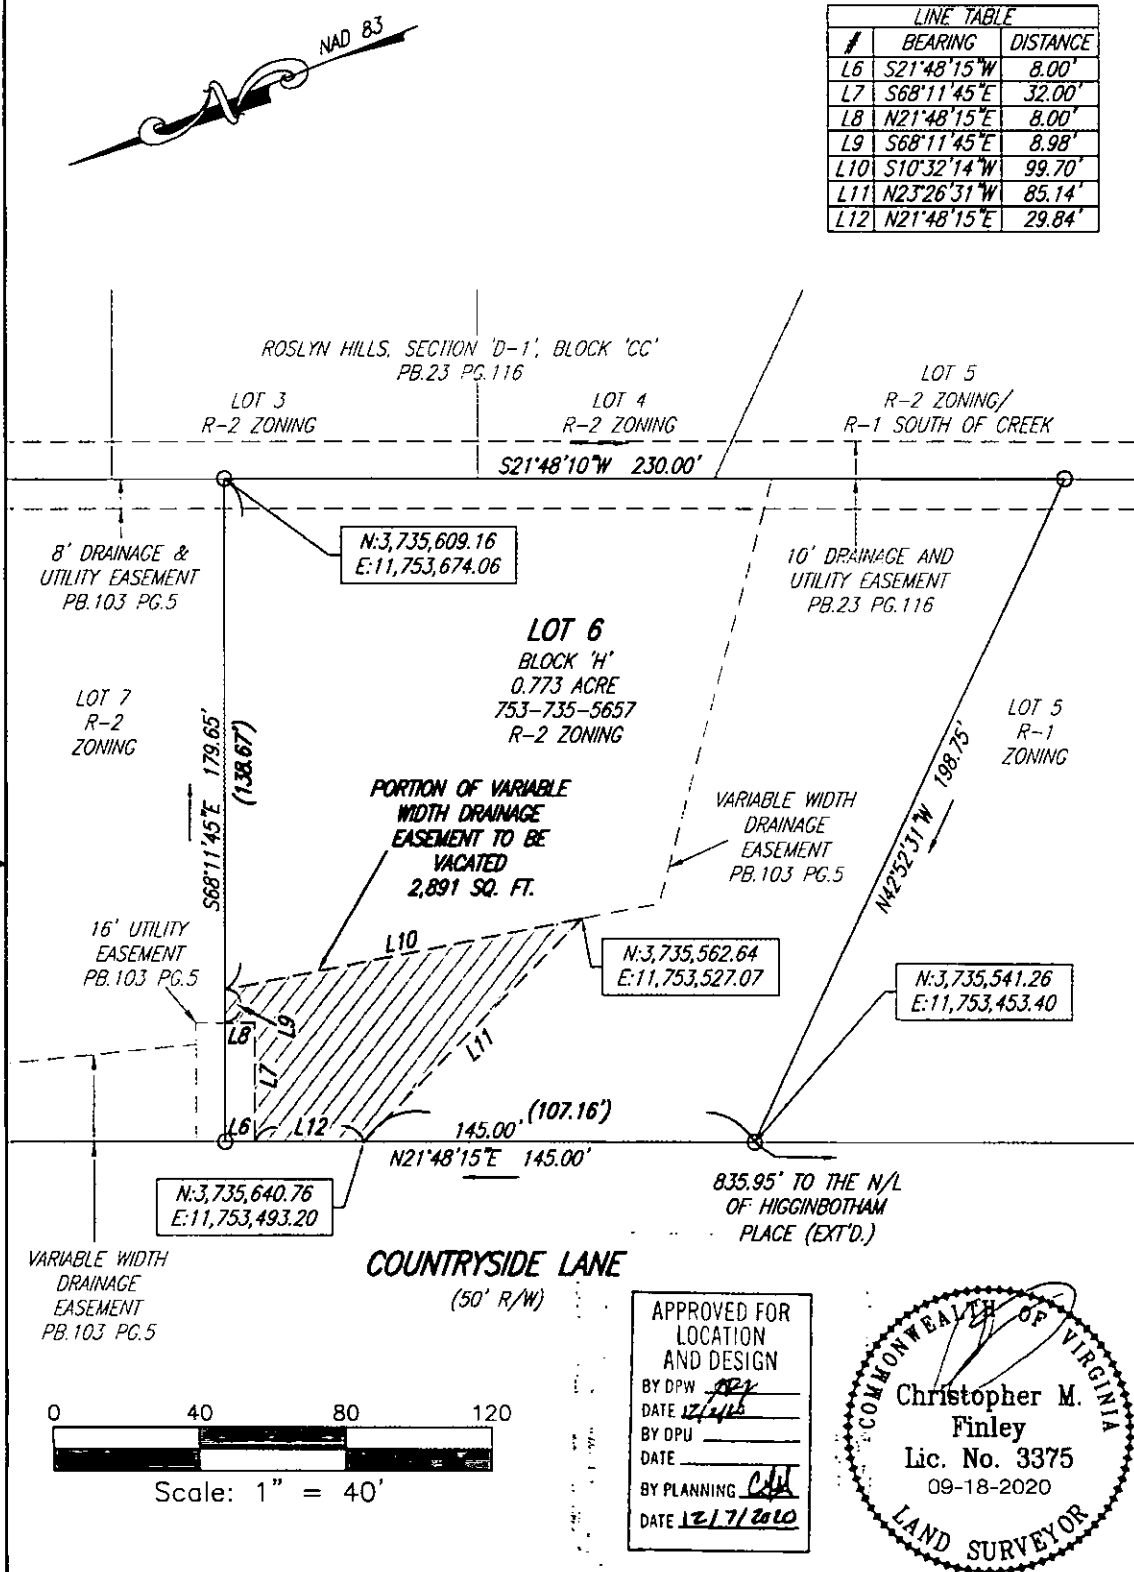 NAD 83
N
LINE TABLE
# BEARING DISTANCE
L6 S21°48'15"W 8.00'
L7 S68°11'45"E 32.00'
L8 N21°48'15"E 8.00'
L9 S68°11'45"E 8.98'
L10 S10°32'14"W 99.70'
L11 N23°26'31"W 85.14'
L12 N21°48'15"E 29.84'
ROSLYN HILLS, SECTION 'D-1', BLOCK 'CC'
PB.23 PG.116
LOT 3
R-2 ZONING
LOT 4
R-2 ZONING
LOT 5
R-2 ZONING/
R-1 SOUTH OF CREEK
S21°48'10"W 230.00'
8' DRAINAGE &
UTILITY EASEMENT
PB.103 PG.5
N:3,735,609.16
E:11,753,674.06
10' DRAINAGE AND
UTILITY EASEMENT
PB.23 PG.116
LOT 6
BLOCK 'H'
0.773 ACRE
753-735-5657
R-2 ZONING
LOT 7
R-2
ZONING
S68°11'45"E 179.65'
(138.67')
LOT 5
R-1
ZONING
N42°52'31"W 198.75'
PORTION OF VARIABLE
WIDTH DRAINAGE
EASEMENT TO BE
VACATED
2,891 SQ. FT.
VARIABLE WIDTH
DRAINAGE
EASEMENT
PB.103 PG.5
16' UTILITY
EASEMENT
PB.103 PG.5
L10
N:3,735,562.64
E:11,753,527.07
N:3,735,541.26
E:11,753,453.40
L8
L9
L7
L11
L6
L12
(107.16')
145.00'
N21°48'15"E 145.00'
N:3,735,640.76
E:11,753,493.20
835.95' TO THE N/L
OF HIGGINBOTHAM
PLACE (EXT'D.)
VARIABLE WIDTH
DRAINAGE
EASEMENT
PB.103 PG.5
COUNTRYSIDE LANE
(50' R/W)
APPROVED FOR
LOCATION
AND DESIGN
BY DPW
DATE
BY DPU
DATE
BY PLANNING
DATE 12/7/2020
0 40 80 120
Scale: 1" = 40'
COMMONWEALTH OF VIRGINIA
Christopher M.
Finley
Lic. No. 3375
09-18-2020
LAND SURVEYOR